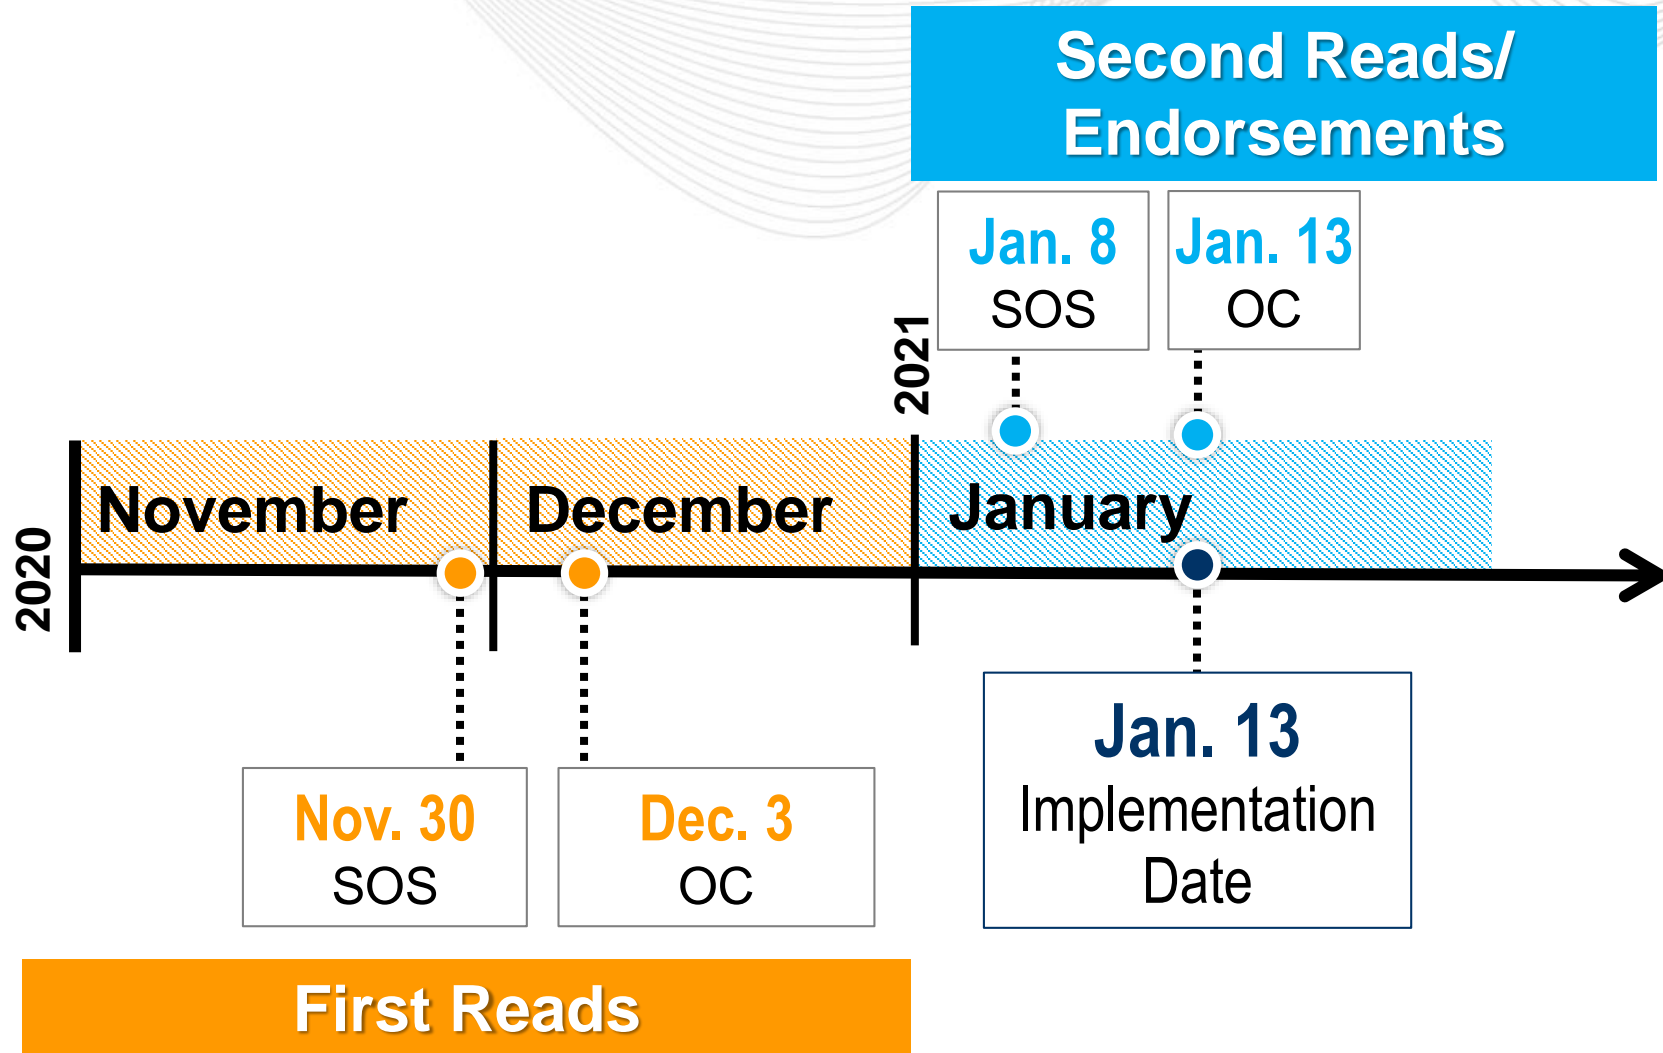 Second Reads/
Endorsements
Jan. 8
SOS
Jan. 13
OC
2021
2020
November
December
January
Nov. 30
SOS
Dec. 3
OC
Jan. 13
Implementation
Date
First Reads